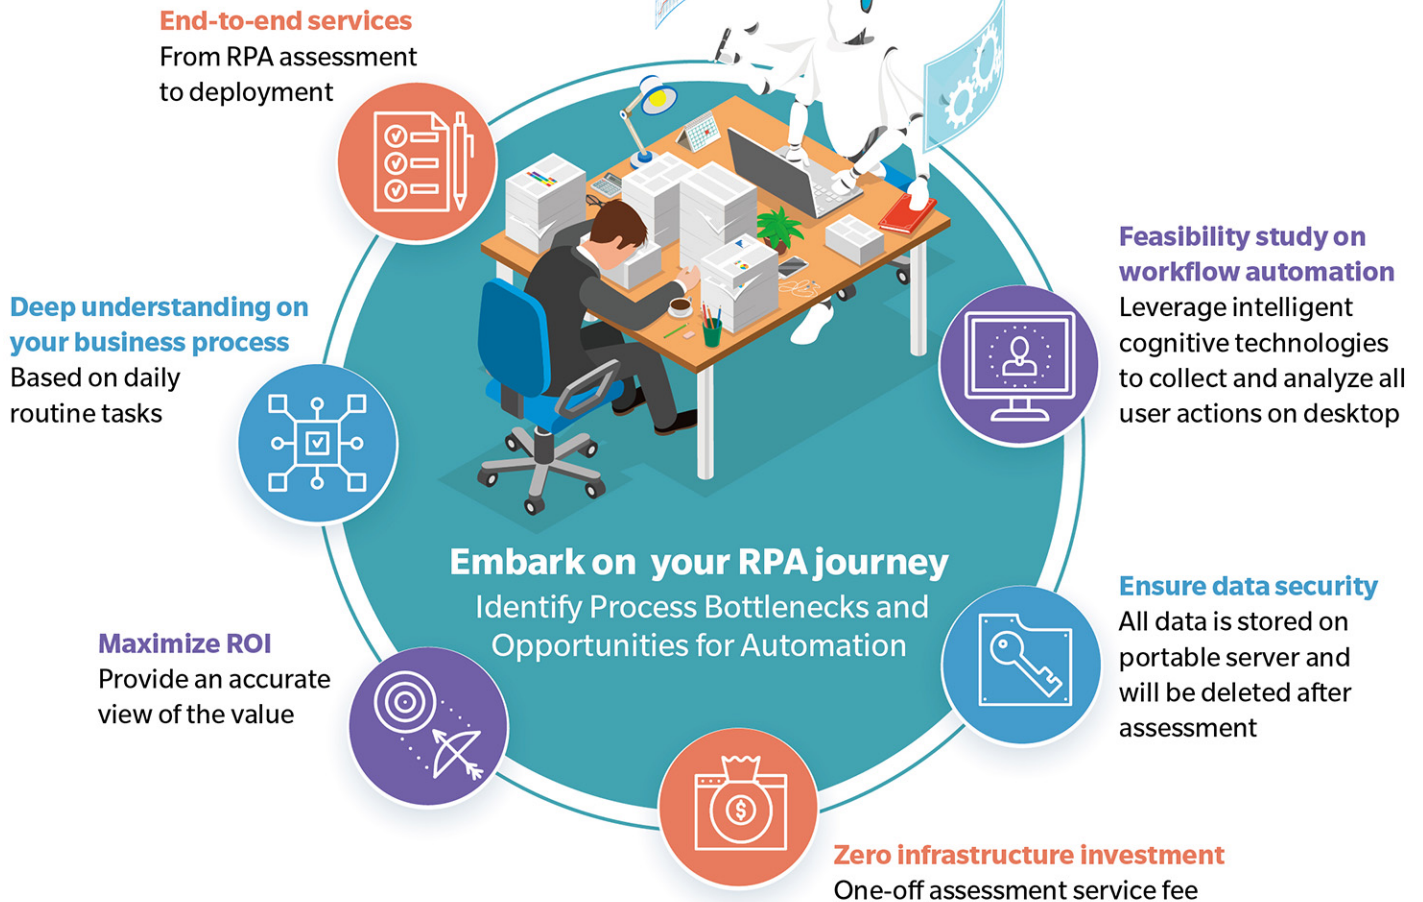 End-to-end services
From RPA assessment
to deployment
Feasibility study on
workflow automation
Leverage intelligent
cognitive technologies
to collect and analyze all
user actions on desktop
Deep understanding on
your business process
Based on daily
routine tasks
Embark on your RPA journey
Identify Process Bottlenecks and
Opportunities for Automation
Ensure data security
All data is stored on
portable server and
will be deleted after
assessment
Maximize ROI
Provide an accurate
view of the value
$
Zero infrastructure investment
One-off assessment service fee